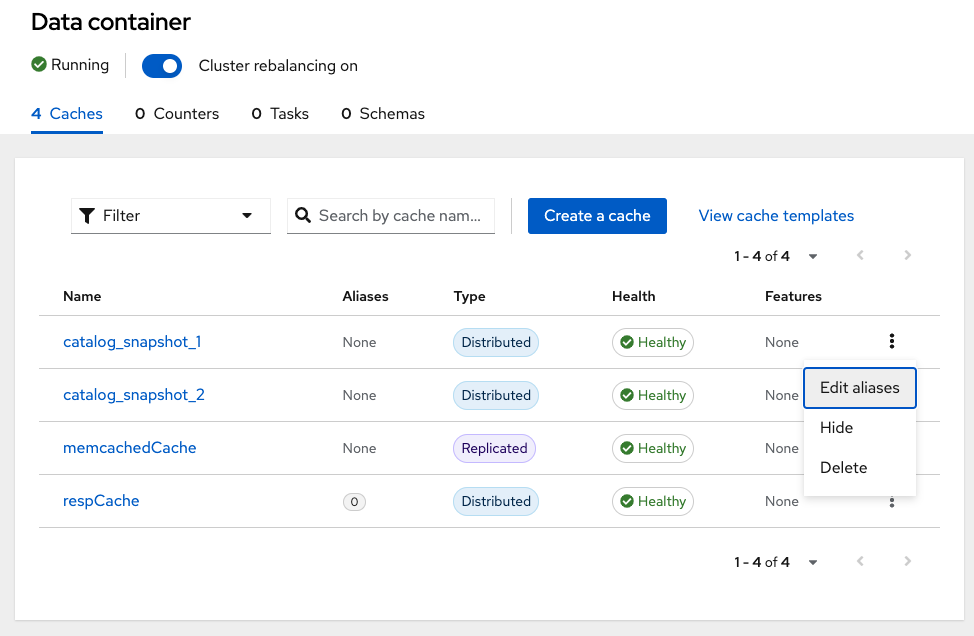 Data container
Running Cluster rebalancing on
4 Caches 0 Counters 0 Tasks 0 Schemas
Filter Search by cache nam... Create a cache View cache templates
1 - 4 of 4
Name Aliases Type Health Features
catalog_snapshot_1 None Distributed Healthy None
Edit aliases
catalog_snapshot_2 None Distributed Healthy None
Hide
memcachedCache None Replicated Healthy None
Delete
respCache 0 Distributed Healthy None
1 - 4 of 4